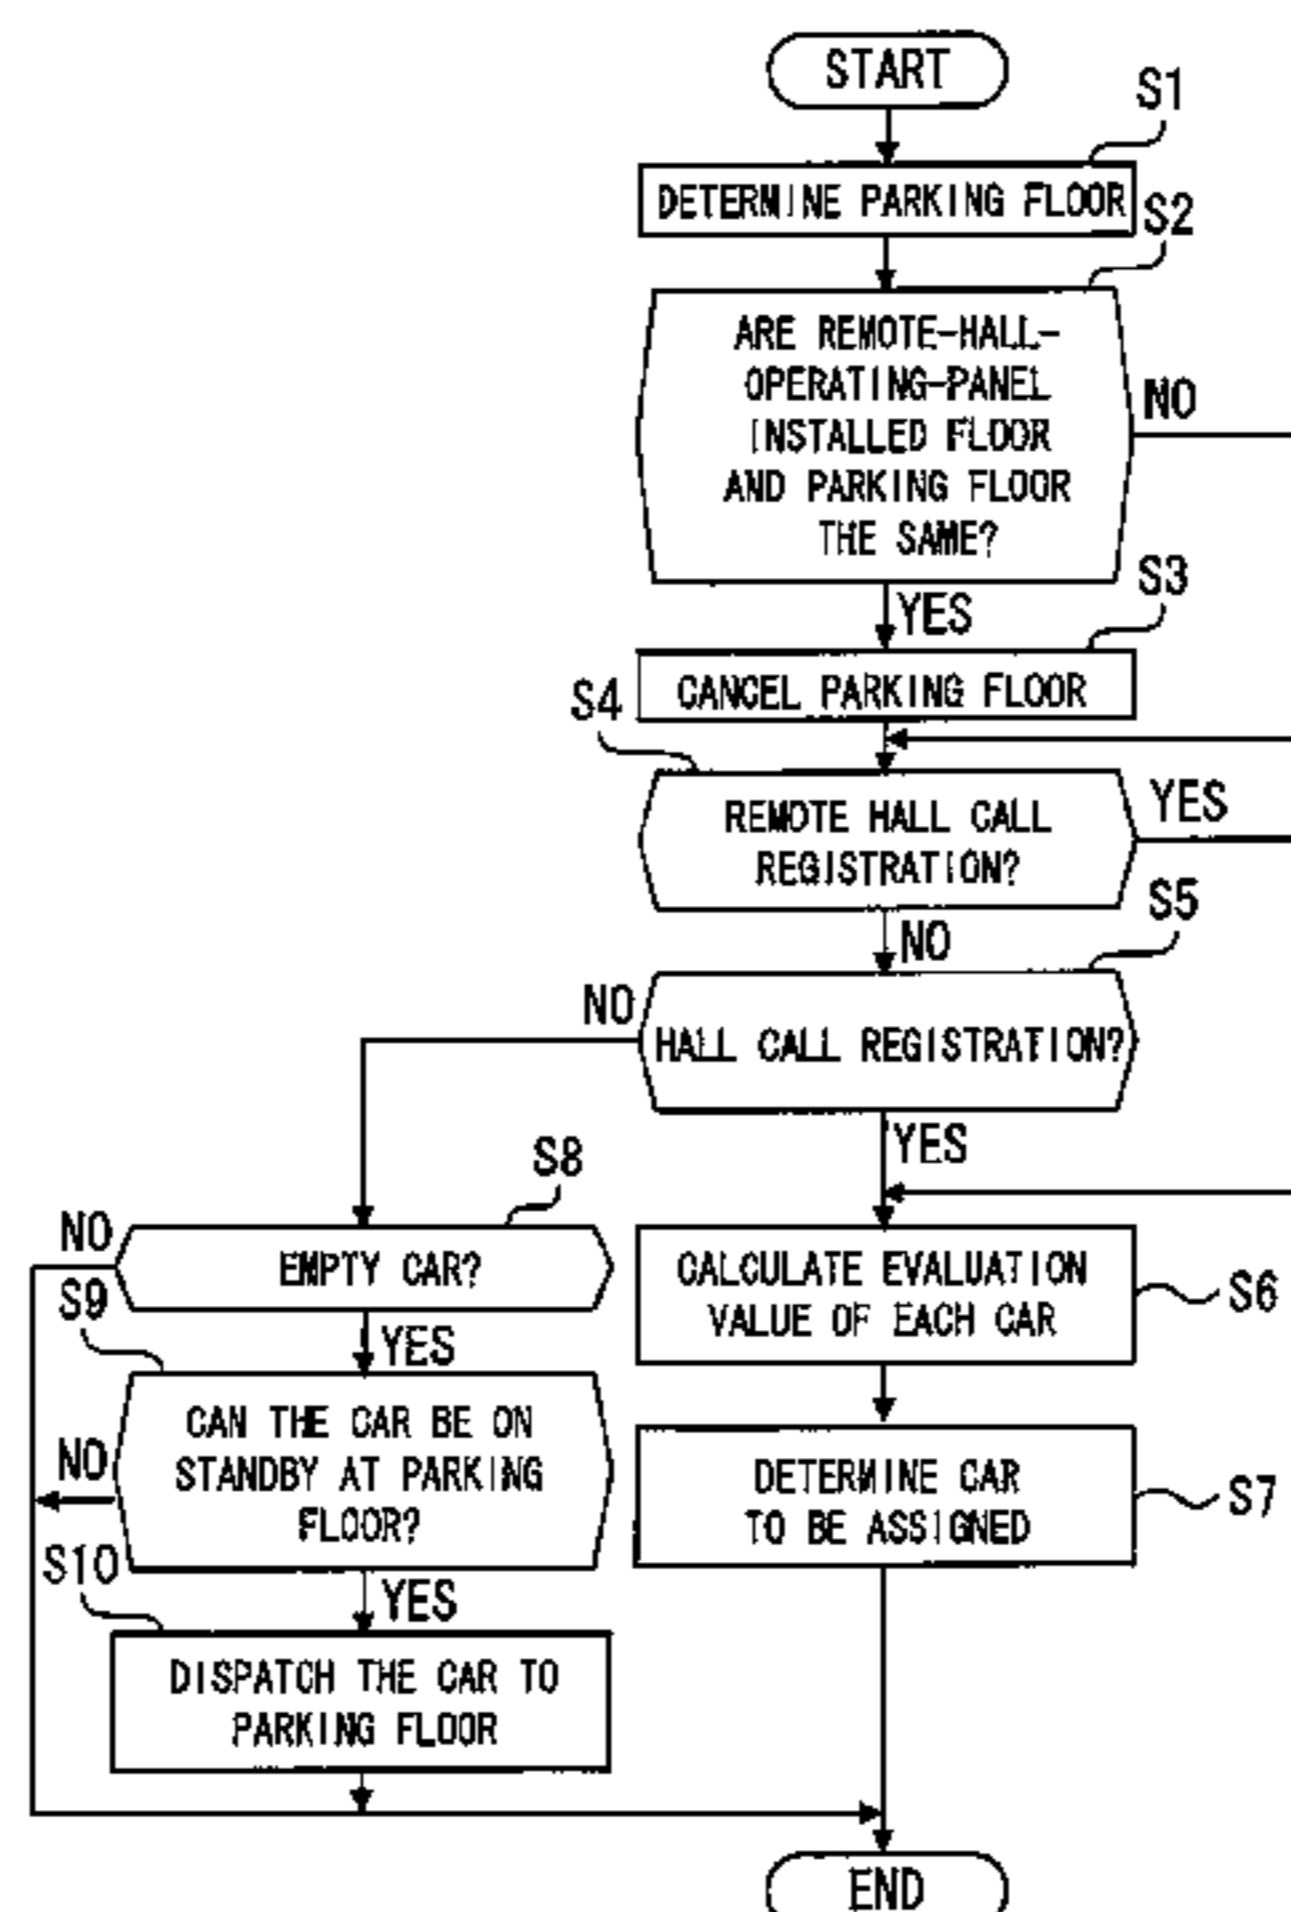 START
S1
DETERMINE PARKING FLOOR
S2
ARE REMOTE-HALL-
OPERATING-PANEL
INSTALLED FLOOR
AND PARKING FLOOR
THE SAME?
NO
YES
S3
CANCEL PARKING FLOOR
S4
REMOTE HALL CALL
REGISTRATION?
YES
NO
S5
HALL CALL REGISTRATION?
NO
YES
S8
EMPTY CAR?
NO
YES
S6
CALCULATE EVALUATION
VALUE OF EACH CAR
S9
CAN THE CAR BE ON
STANDBY AT PARKING
FLOOR?
NO
YES
S7
DETERMINE CAR
TO BE ASSIGNED
S10
DISPATCH THE CAR TO
PARKING FLOOR
END